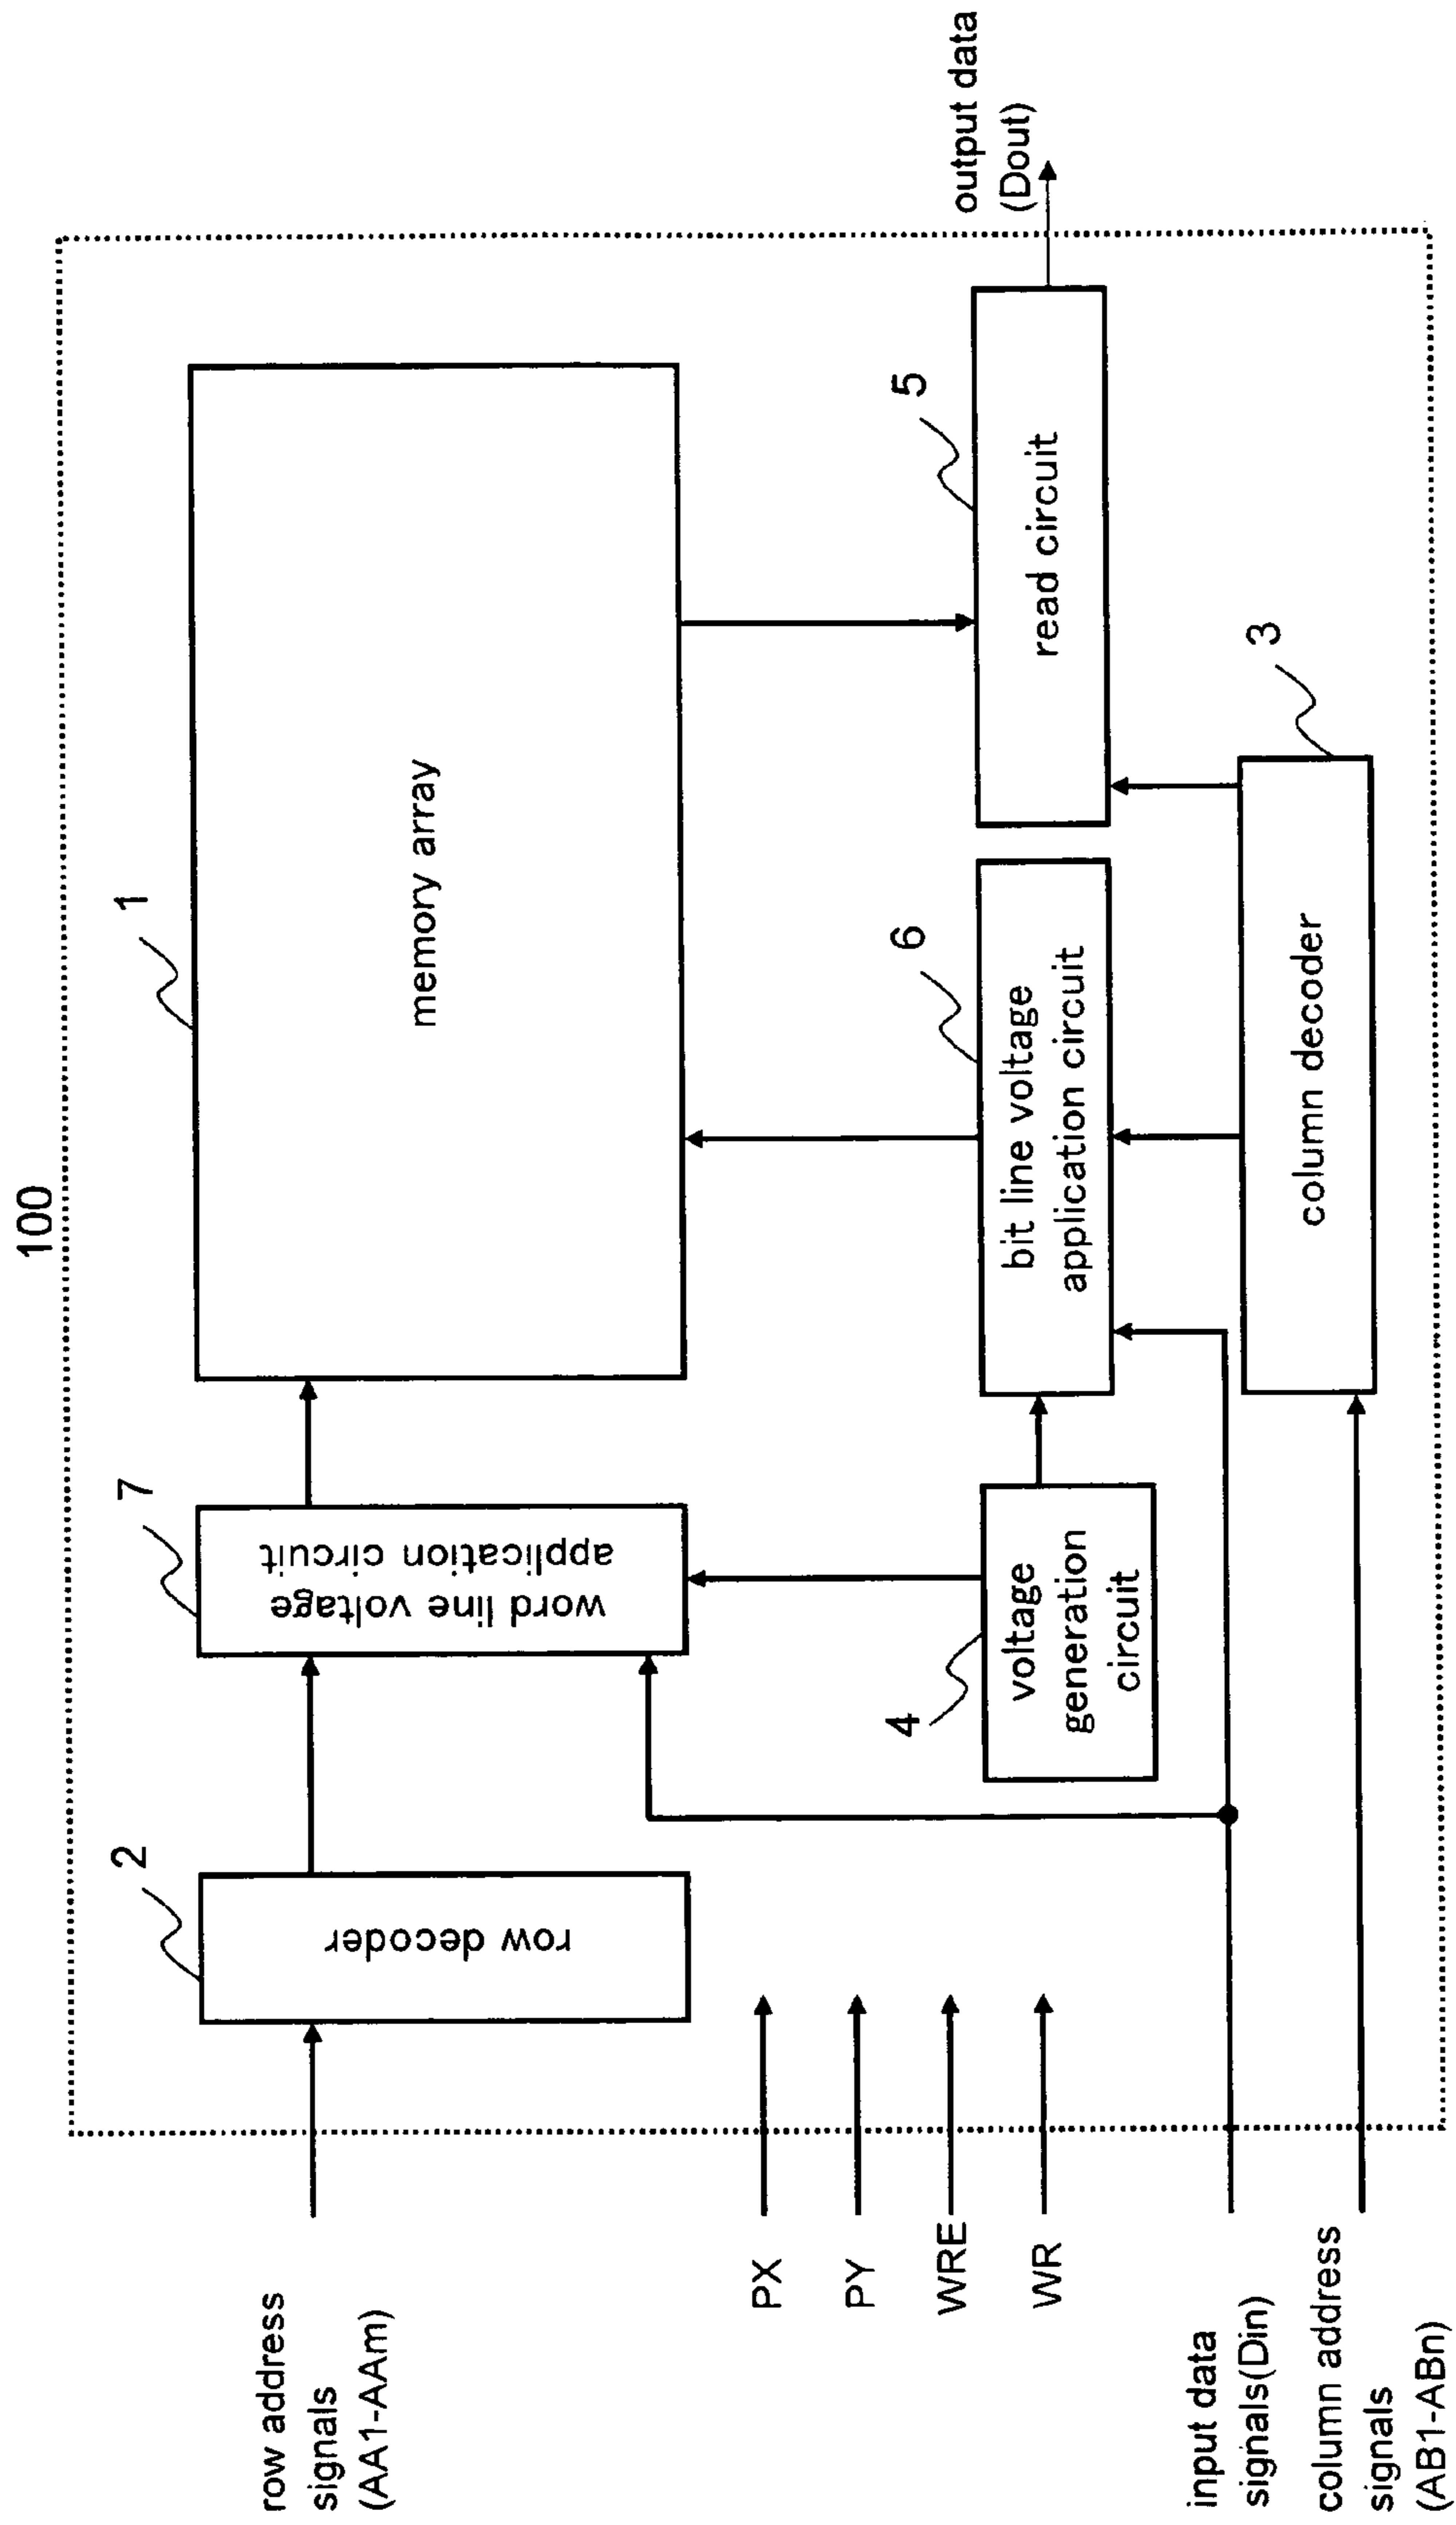 100
1
memory array
7
word line voltage
application circuit
2
row decoder
row address
signals
(AA1-AAm)
PX
PY
WRE
WR
4
voltage
generation
circuit
6
bit line voltage
application circuit
5
read circuit
output data
(Dout)
3
column decoder
input data
signals(Din)
column address
signals
(AB1-ABn)